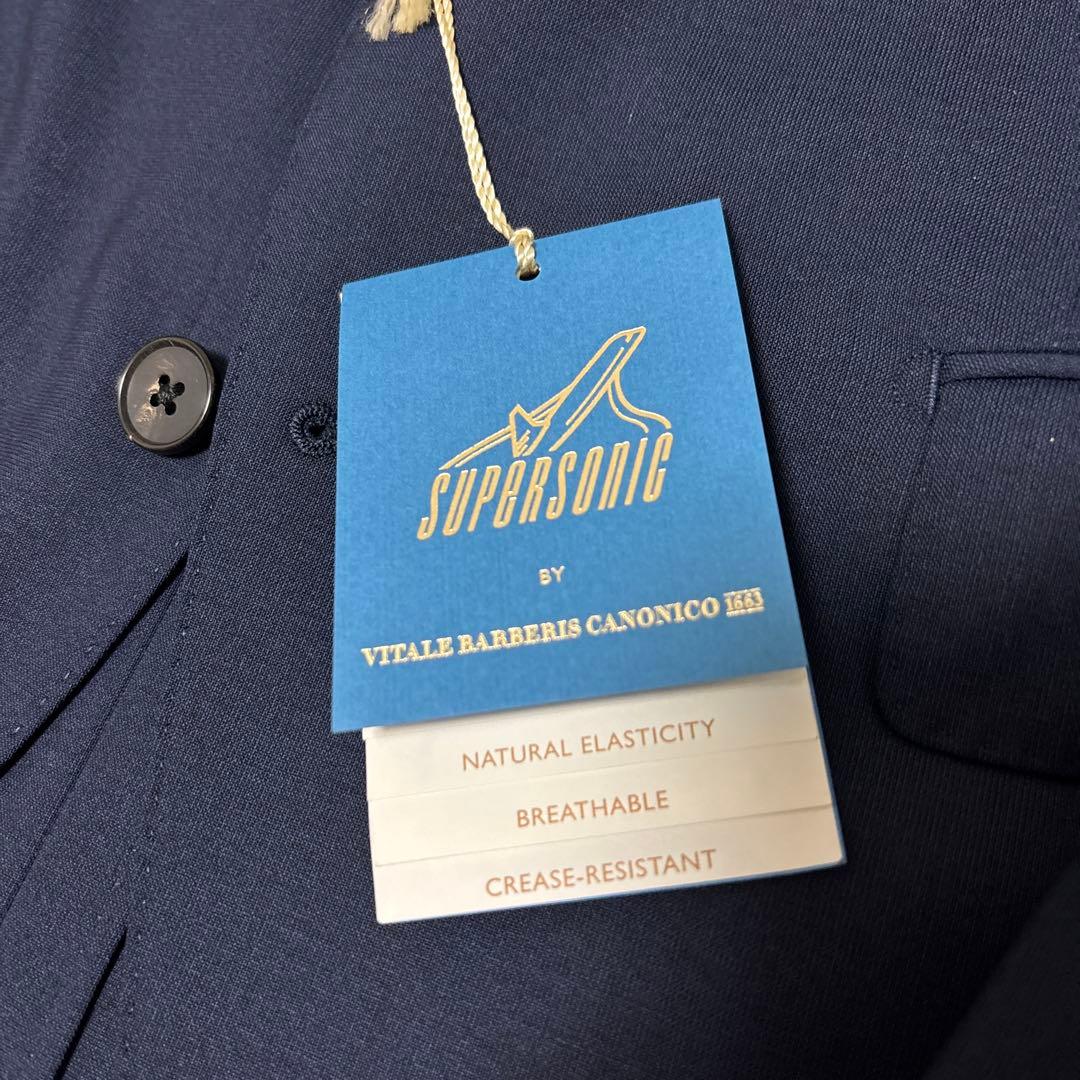 SUPERSONIC
BY
VITALE BARBERIS CANONICO 1663
NATURAL ELASTICITY
BREATHABLE
CREASE-RESISTANT